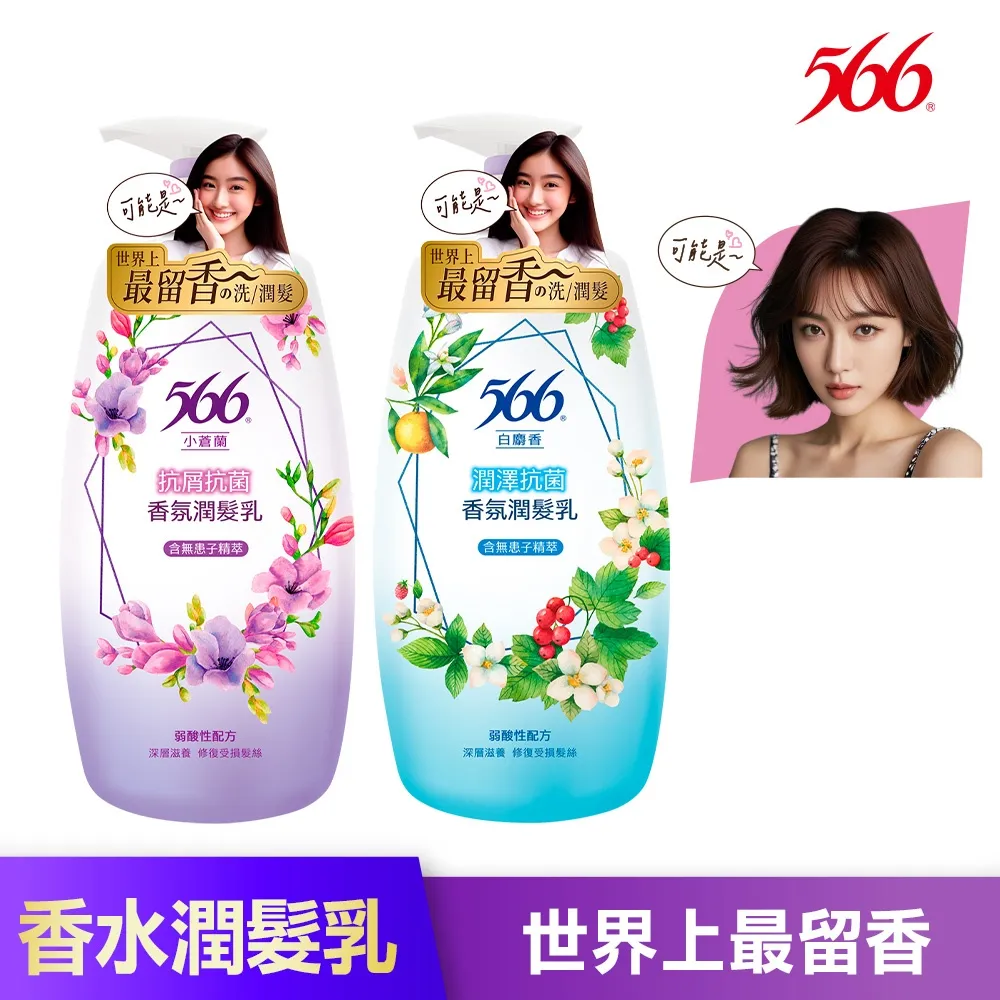 566®
可能是~
世界上
最留香の洗/潤髮
566®
小蒼蘭
抗屑抗菌
香氛潤髮乳
含無患子精萃
弱酸性配方
深層滋養 修復受損髮絲
可能是~
世界上
最留香の洗/潤髮
566®
白麝香
潤澤抗菌
香氛潤髮乳
含無患子精萃
弱酸性配方
深層滋養 修復受損髮絲
可能是~
香水潤髮乳
世界上最留香